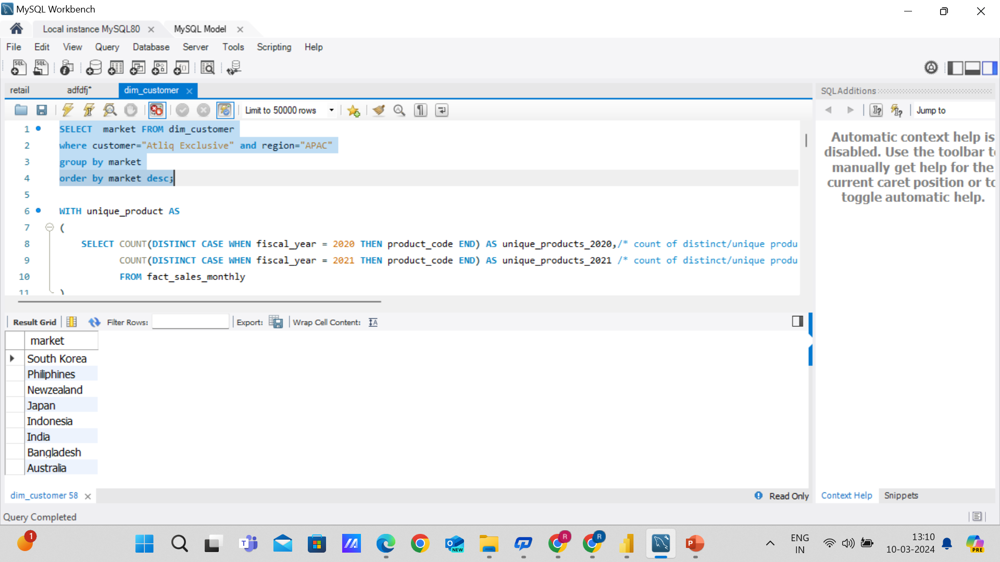 MySQL Workbench
Local instance MySQL80
MySQL Model
File Edit View Query Database Server Tools Scripting Help
retail adfdfj* dim_customer
SQLAdditions
Limit to 50000 rows
Jump to
1 SELECT  market FROM dim_customer
2 where customer="Atliq Exclusive" and region="APAC"
3 group by market
4 order by market desc;
5
6 WITH unique_product AS
7 (
8 SELECT COUNT(DISTINCT CASE WHEN fiscal_year = 2020 THEN product_code END) AS unique_products_2020,/* count of distinct/unique produ
9 COUNT(DISTINCT CASE WHEN fiscal_year = 2021 THEN product_code END) AS unique_products_2021 /* count of distinct/unique produ
10 FROM fact_sales_monthly
11 )
Automatic context help is
disabled. Use the toolbar to
manually get help for the
current caret position or to
toggle automatic help.
Result Grid Filter Rows: Export: Wrap Cell Content:
market
South Korea
Philiphines
Newzealand
Japan
Indonesia
India
Bangladesh
Australia
dim_customer 58
Read Only
Context Help Snippets
Query Completed
1
NEW
R
R
P
ENG
IN
13:10
10-03-2024
PRE